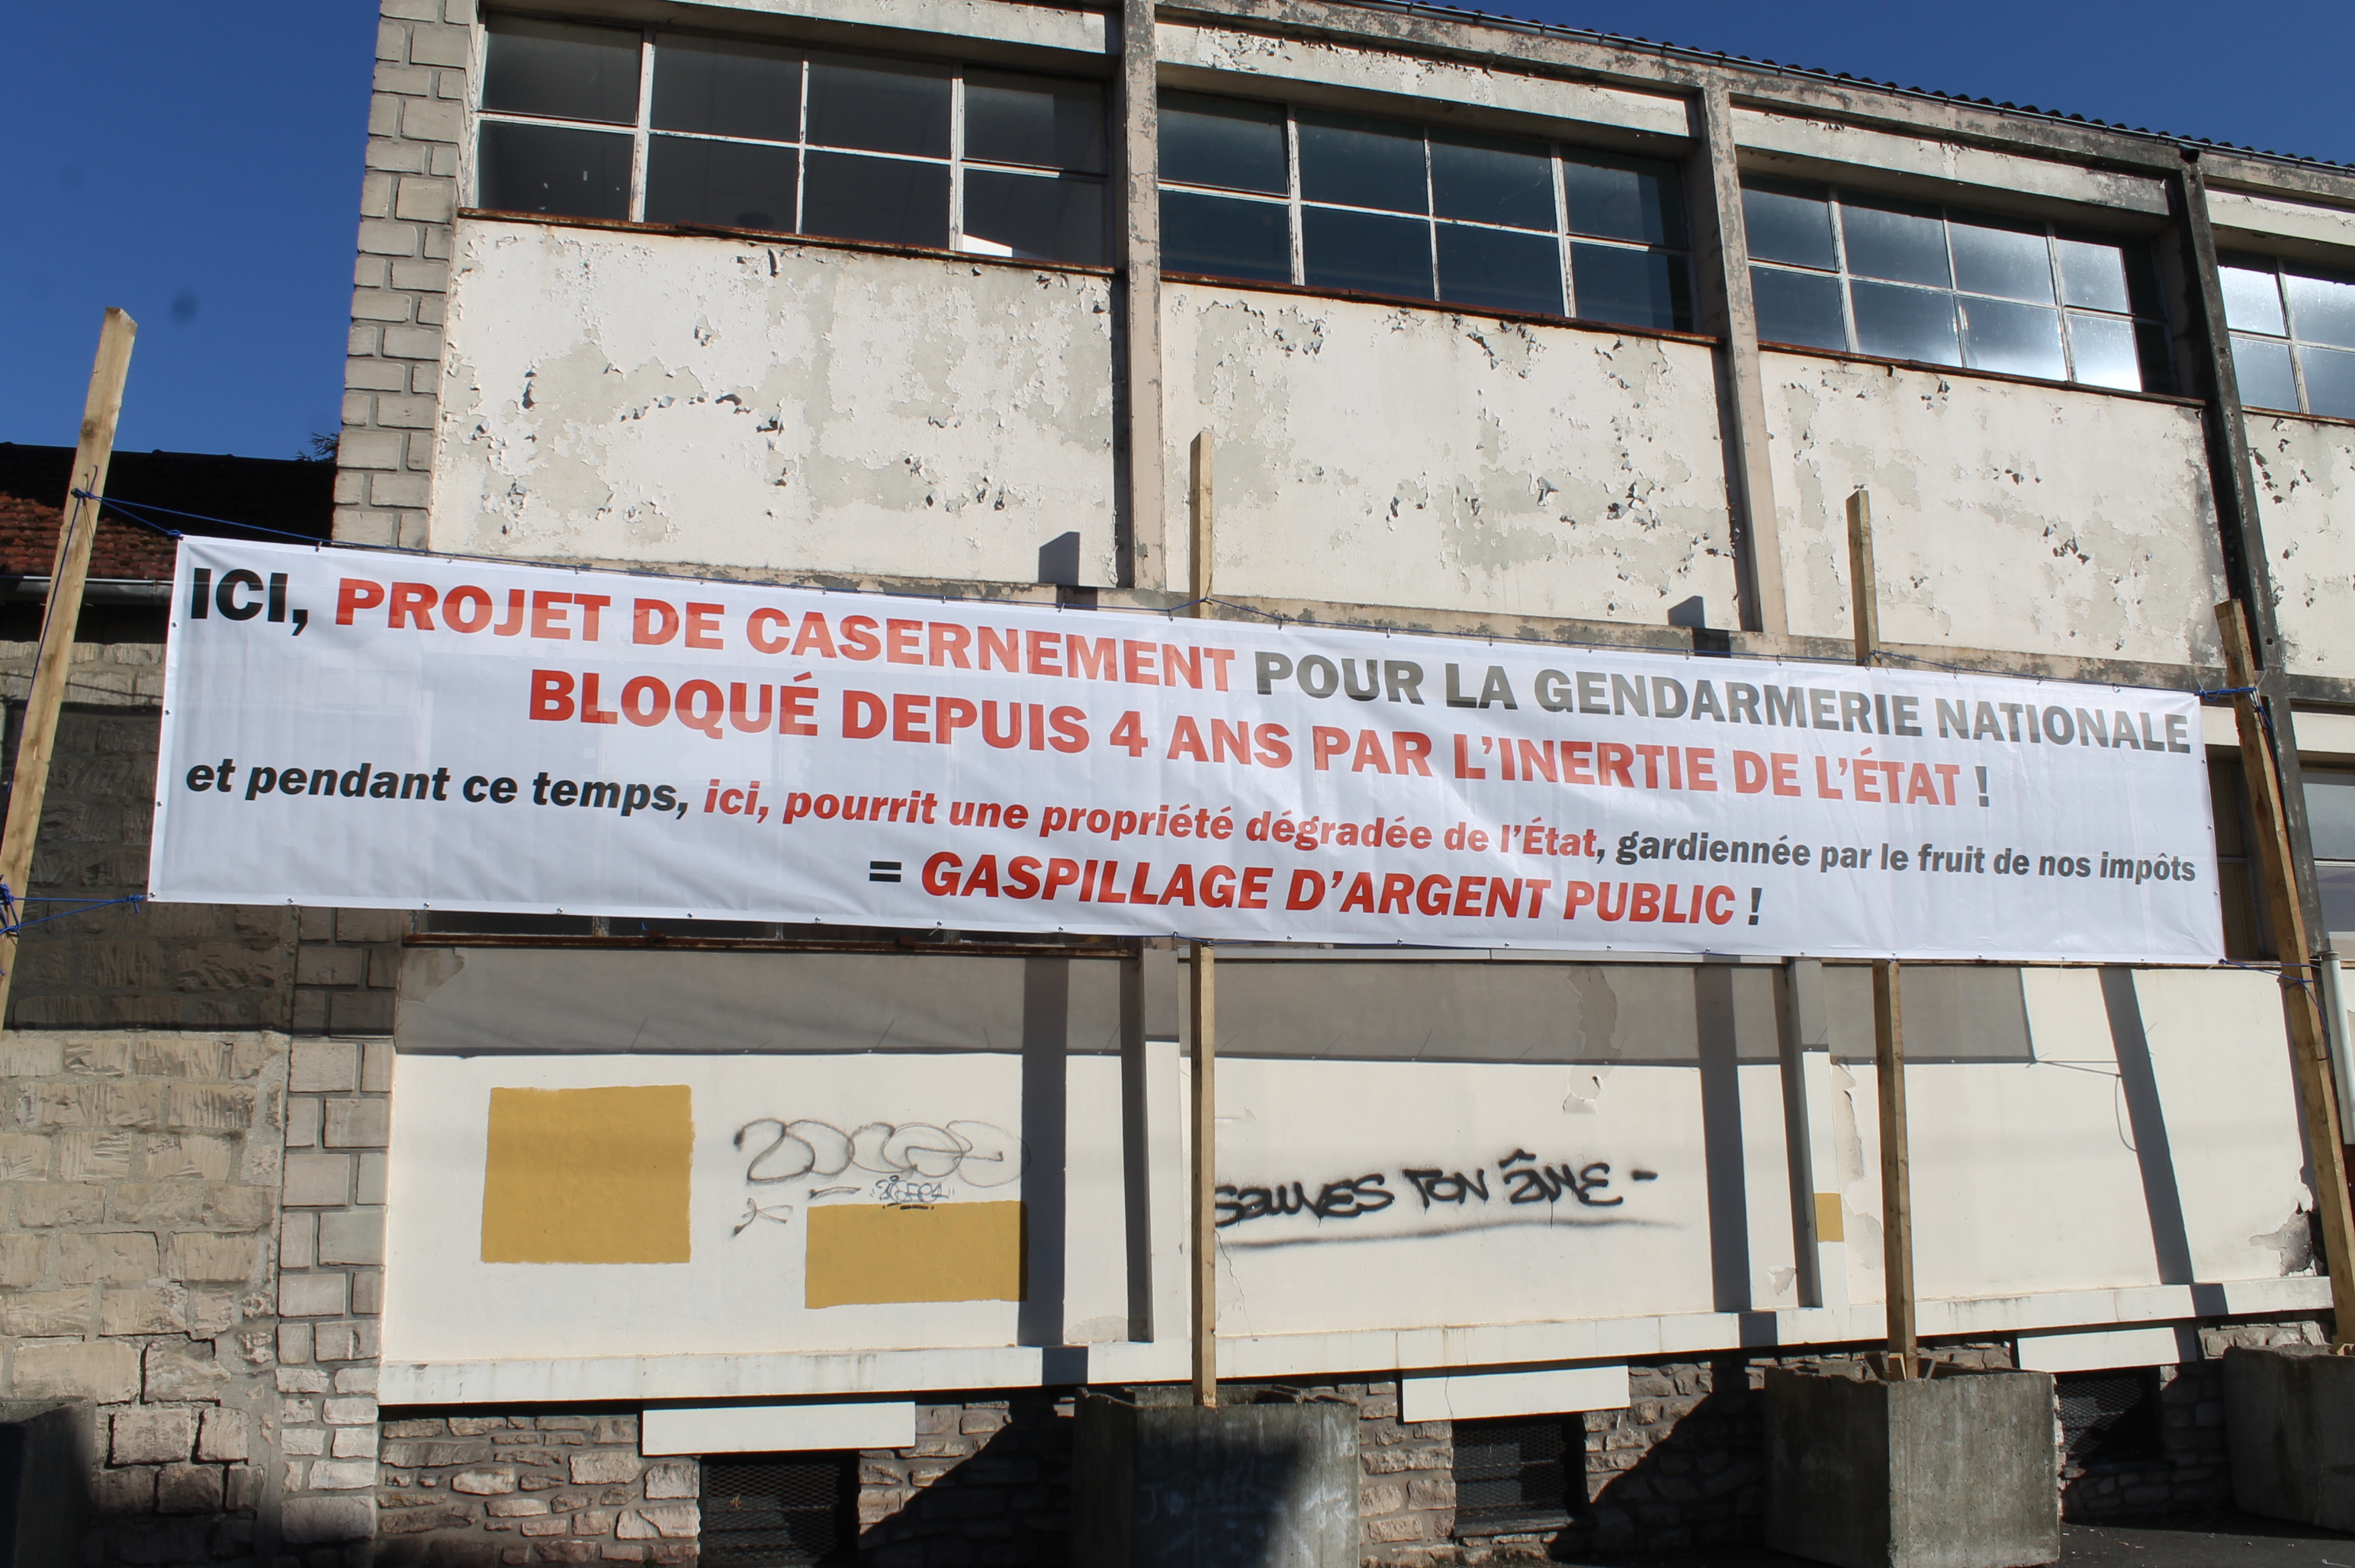 ICI, PROJET DE CASERNEMENT POUR LA GENDARMERIE NATIONALE
BLOQUÉ DEPUIS 4 ANS PAR L'INERTIE DE L'ÉTAT !
et pendant ce temps, ici, pourrit une propriété dégradée de l'État, gardiennée par le fruit de nos impôts
= GASPILLAGE D'ARGENT PUBLIC !
SAUVES TON ÂME -